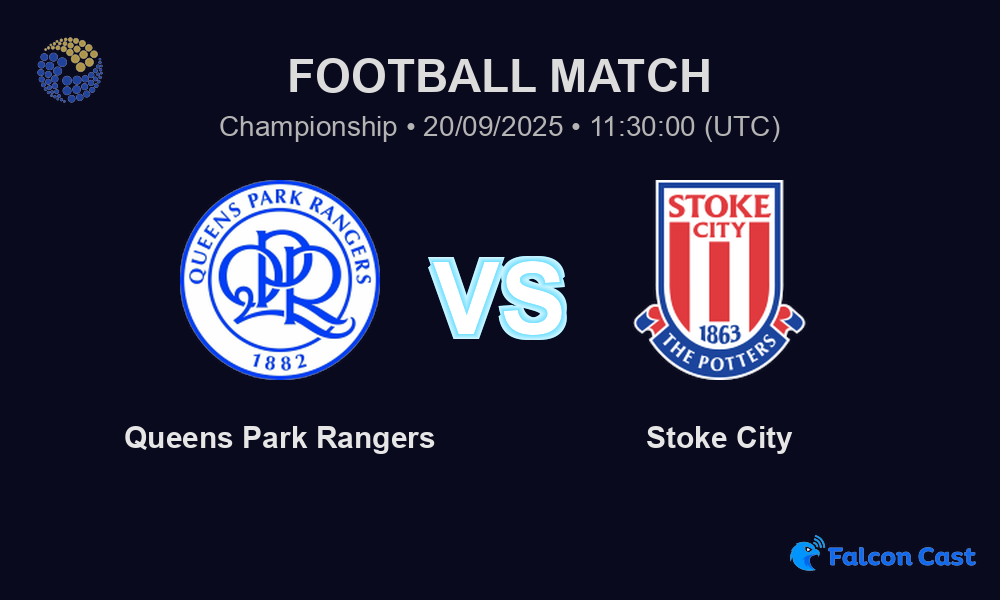 FOOTBALL MATCH
Championship • 20/09/2025 • 11:30:00 (UTC)
QUEENS PARK RANGERS
QPR
1882
VS
STOKE
CITY
1863
THE POTTERS
Queens Park Rangers
Stoke City
Falcon Cast